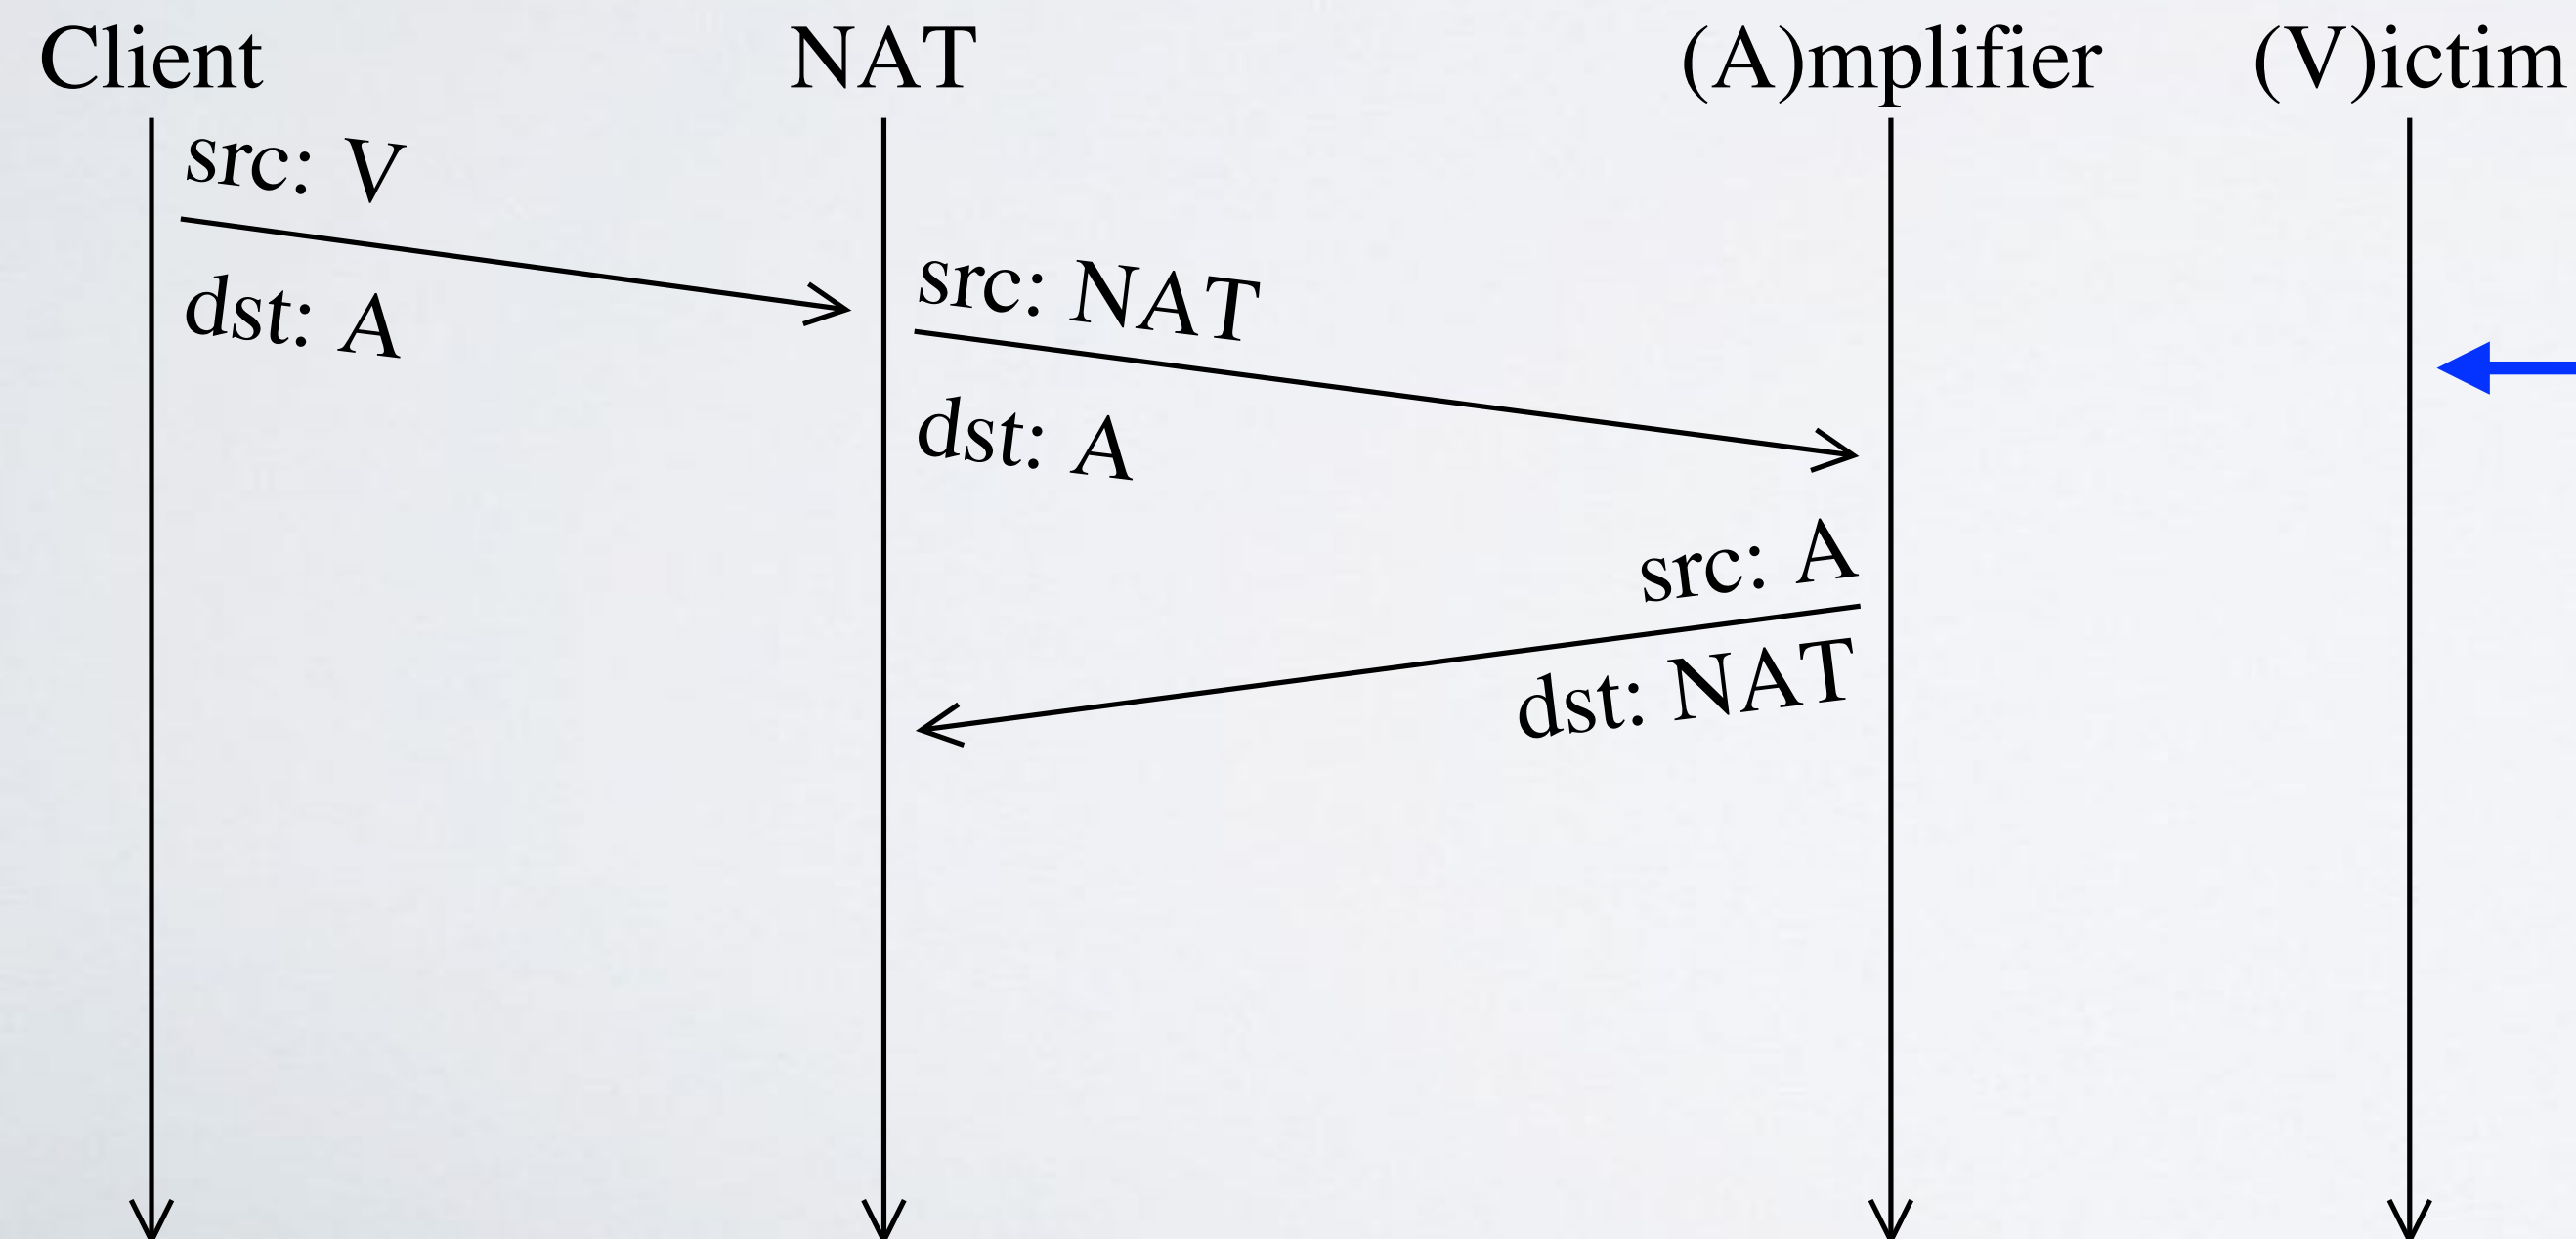 Client NAT (A)mplifier (V)ictim
src: V
dst: A
src: NAT
dst: A
src: A
dst: NAT